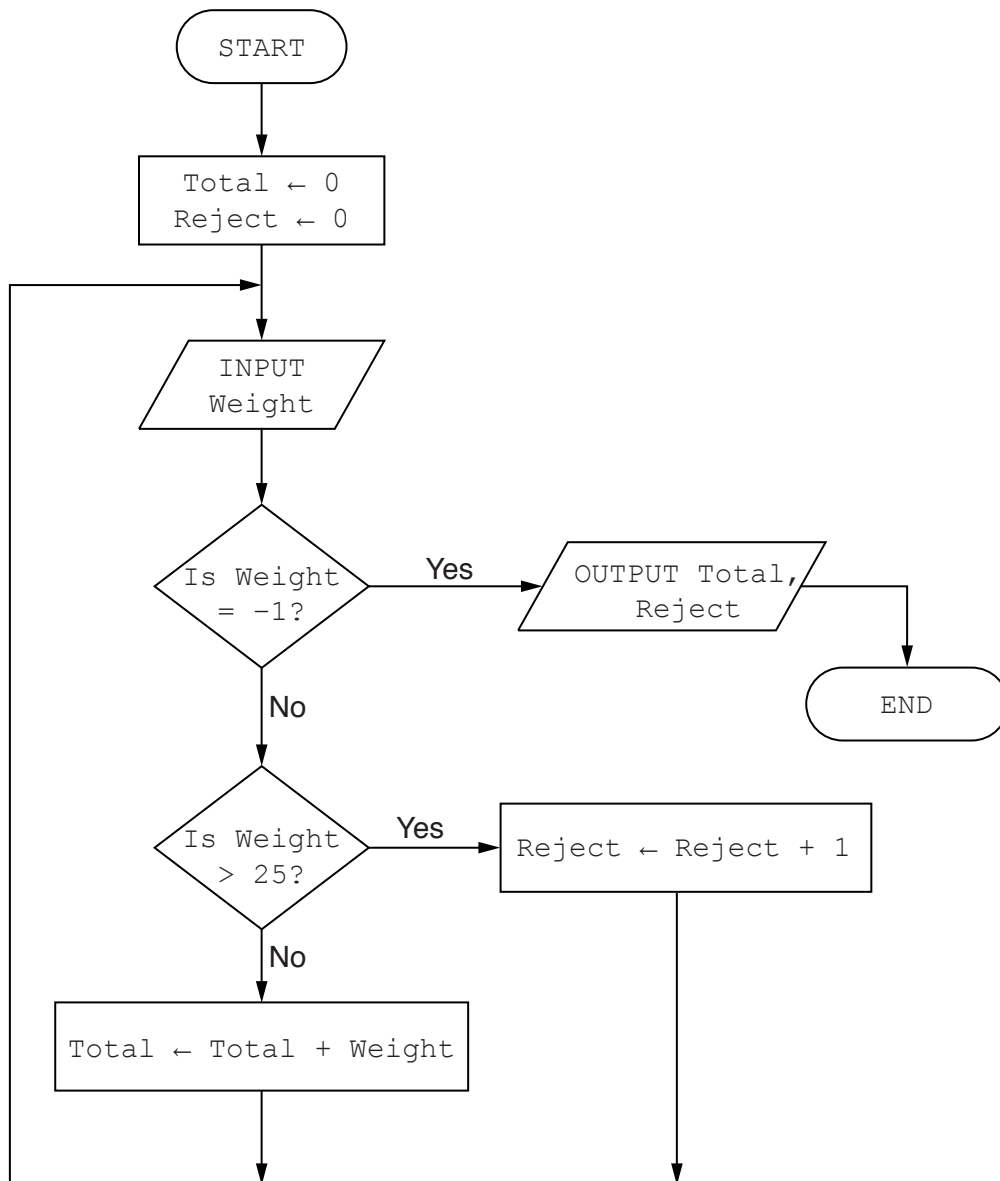 START
Total ← 0
Reject ← 0
INPUT
Weight
Is Weight
= −1?
Yes
OUTPUT Total,
Reject
END
No
Is Weight
> 25?
Yes
Reject ← Reject + 1
No
Total ← Total + Weight